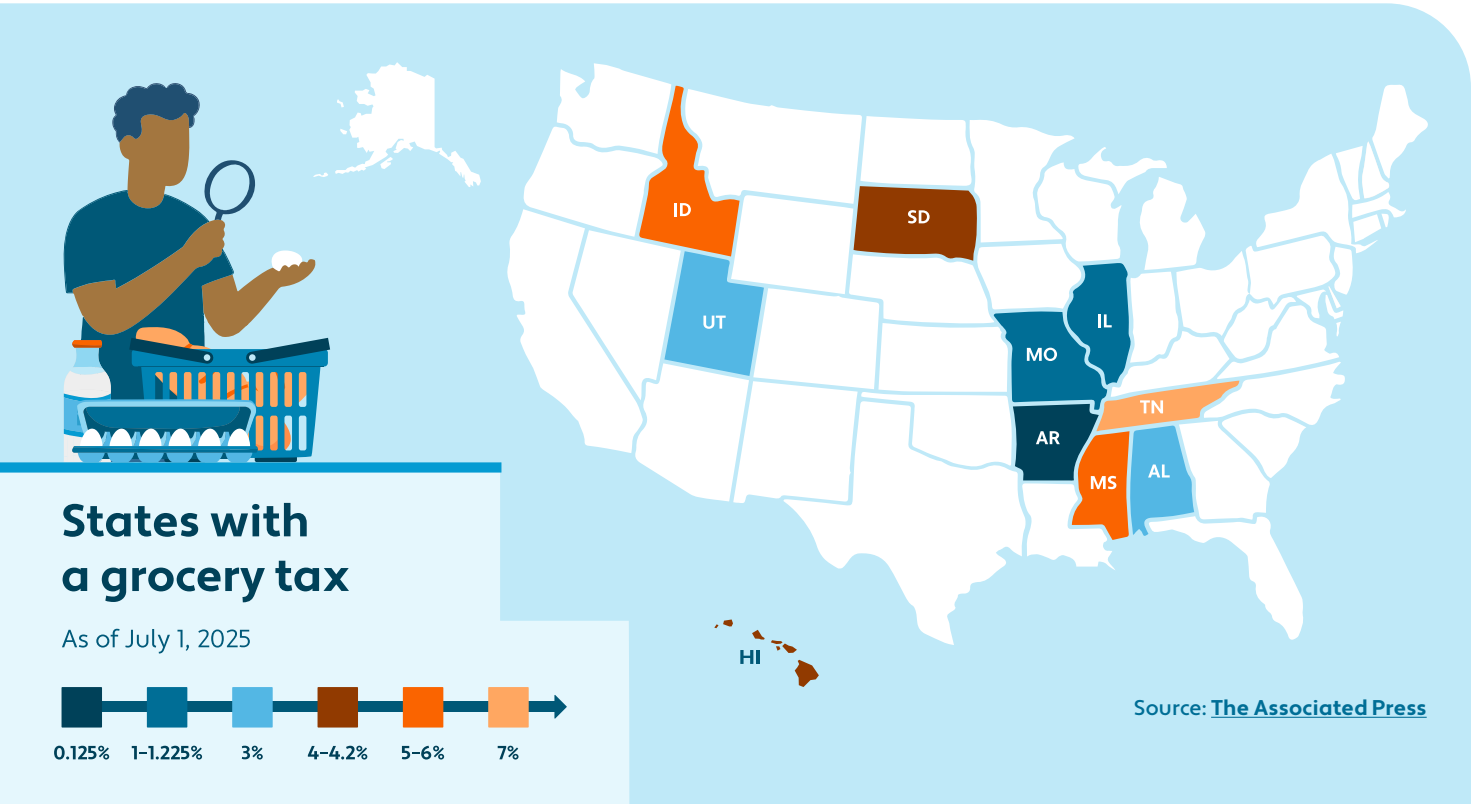 ID
SD
UT
IL
MO
TN
AR
AL
MS
States with
a grocery tax
As of July 1, 2025
HI
0.125% 1–1.225% 3% 4–4.2% 5–6% 7%
Source: The Associated Press